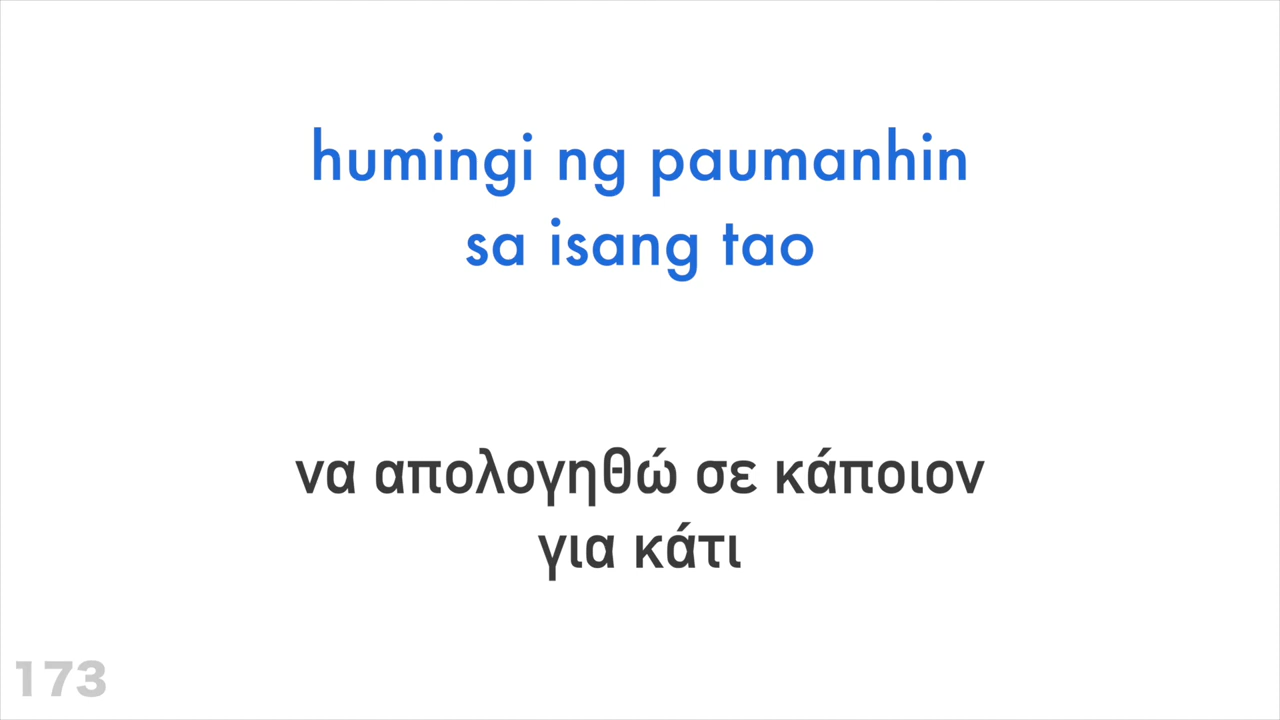 humingi ng paumanhin
sa isang tao
να απολογηθώ σε κάποιον
για κάτι
173